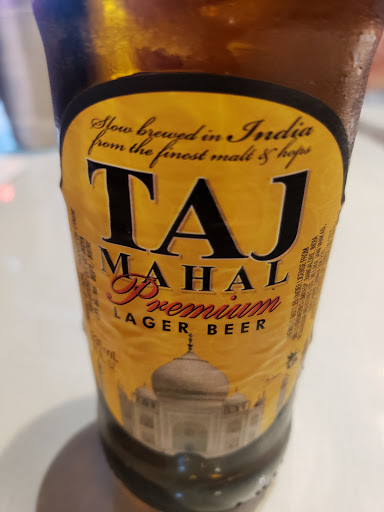 Slow brewed in India
from the finest malt & hops
TAJ
MAHAL
Premium
LAGER BEER